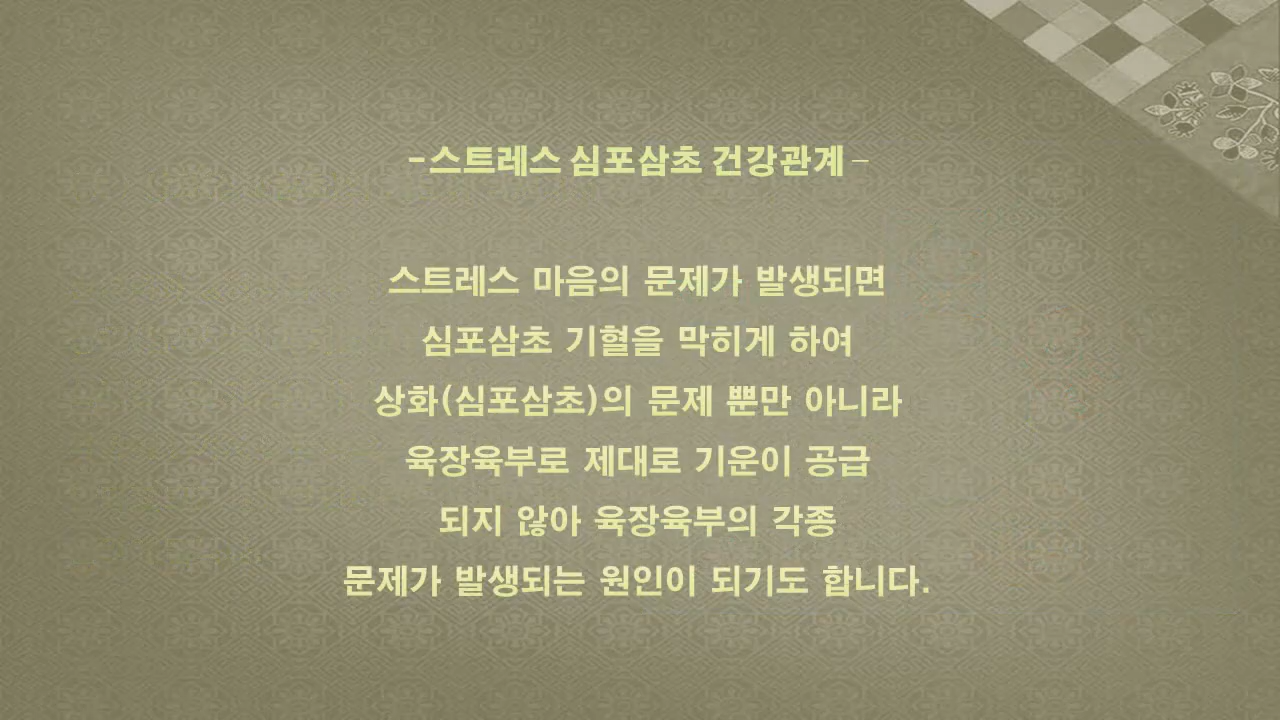 -스트레스 심포삼초 건강관계-
스트레스 마음의 문제가 발생되면
심포삼초 기혈을 막히게 하여
상화(심포삼초)의 문제 뿐만 아니라
육장육부로 제대로 기운이 공급
되지 않아 육장육부의 각종
문제가 발생되는 원인이 되기도 합니다.